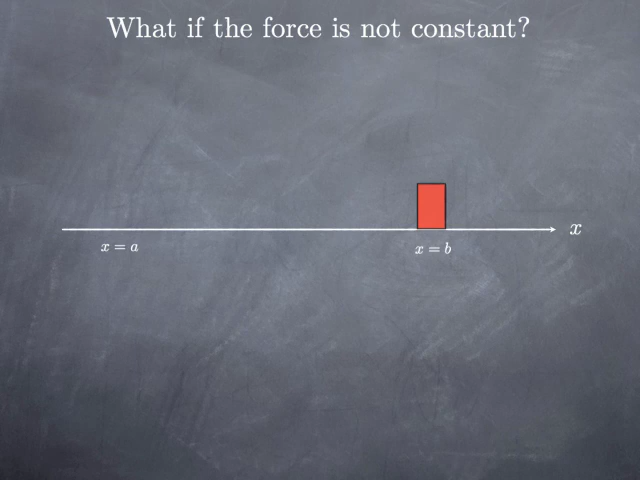 What if the force is not constant?
x
x = a
x = b